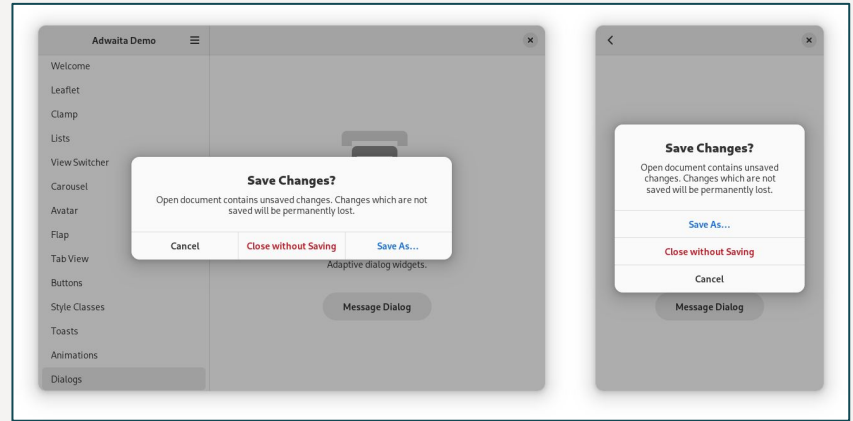 Adwaita Demo
Welcome
Leaflet
Clamp
Lists
View Switcher
Carousel
Avatar
Flap
Tab View
Buttons
Style Classes
Toasts
Animations
Dialogs
Save Changes?
Open document contains unsaved changes. Changes which are not
saved will be permanently lost.
Cancel
Close without Saving
Save As...
Adaptive dialog widgets.
Message Dialog
Save Changes?
Open document contains unsaved
changes. Changes which are not
saved will be permanently lost.
Save As...
Close without Saving
Cancel
Message Dialog